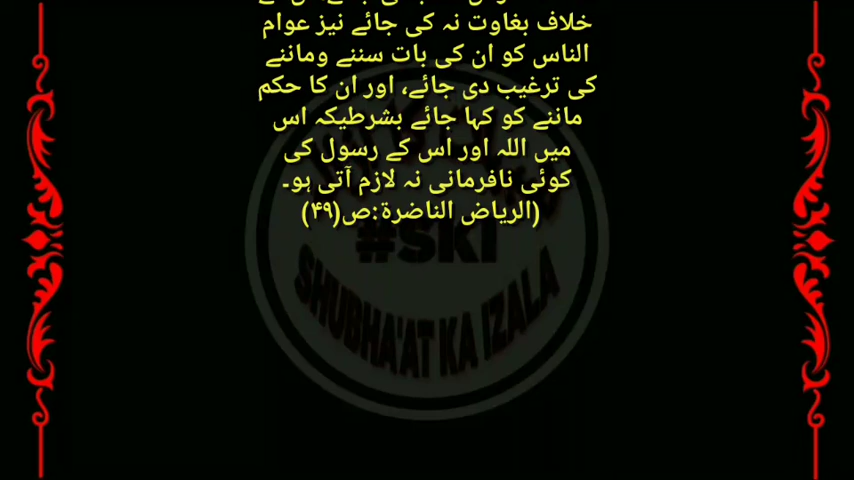 خلاف بغاوت نہ کی جائے نیز عوام
الناس کو ان کی بات سننے وماننے
کی ترغیب دی جائے، اور ان کا حکم
ماننے کو کہا جائے بشرطیکہ اس
میں اللہ اور اس کے رسول کی
کوئی نافرمانی نہ لازم آتی ہو۔
(الریاض الناضرة:ص(۴۹)
#SKI
SHUBHA'AT KA IZALA